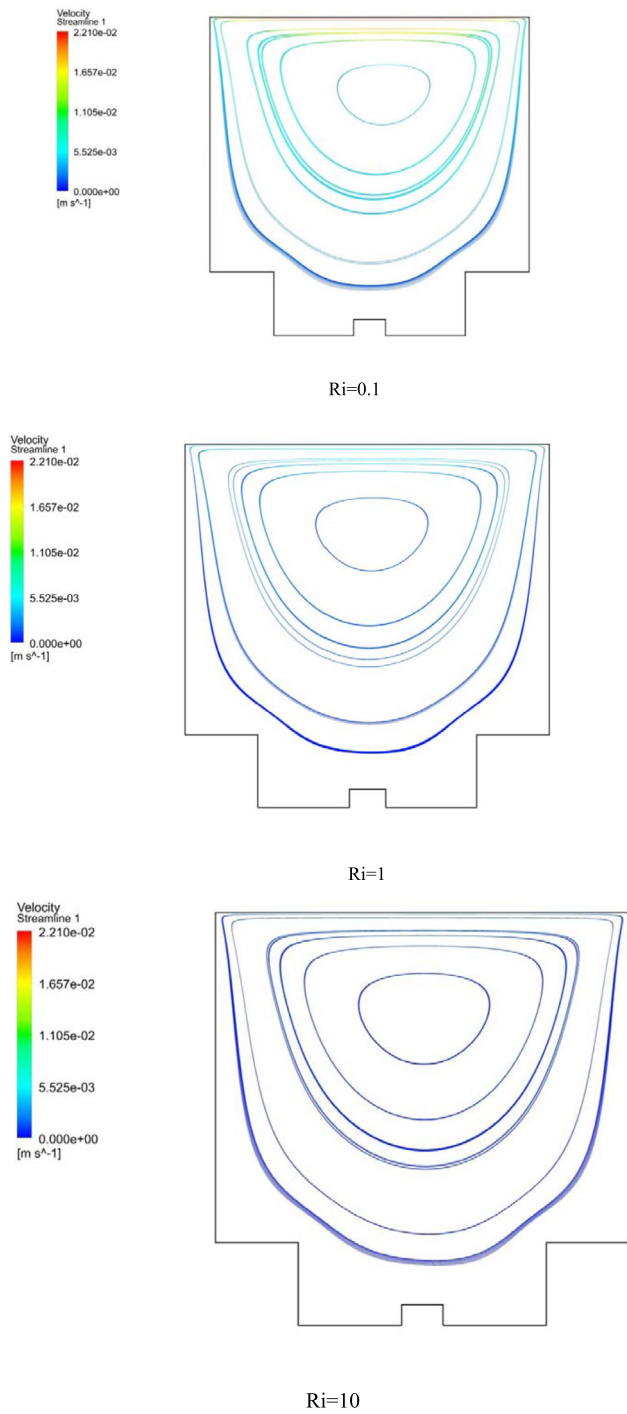 Velocity
Streamline 1
2.210e-02
1.657e-02
1.105e-02
5.525e-03
0.000e+00
[m s^-1]
Ri=0.1
Velocity
Streamline 1
2.210e-02
1.657e-02
1.105e-02
5.525e-03
0.000e+00
[m s^-1]
Ri=1
Velocity
Streamline 1
2.210e-02
1.657e-02
1.105e-02
5.525e-03
0.000e+00
[m s^-1]
Ri=10